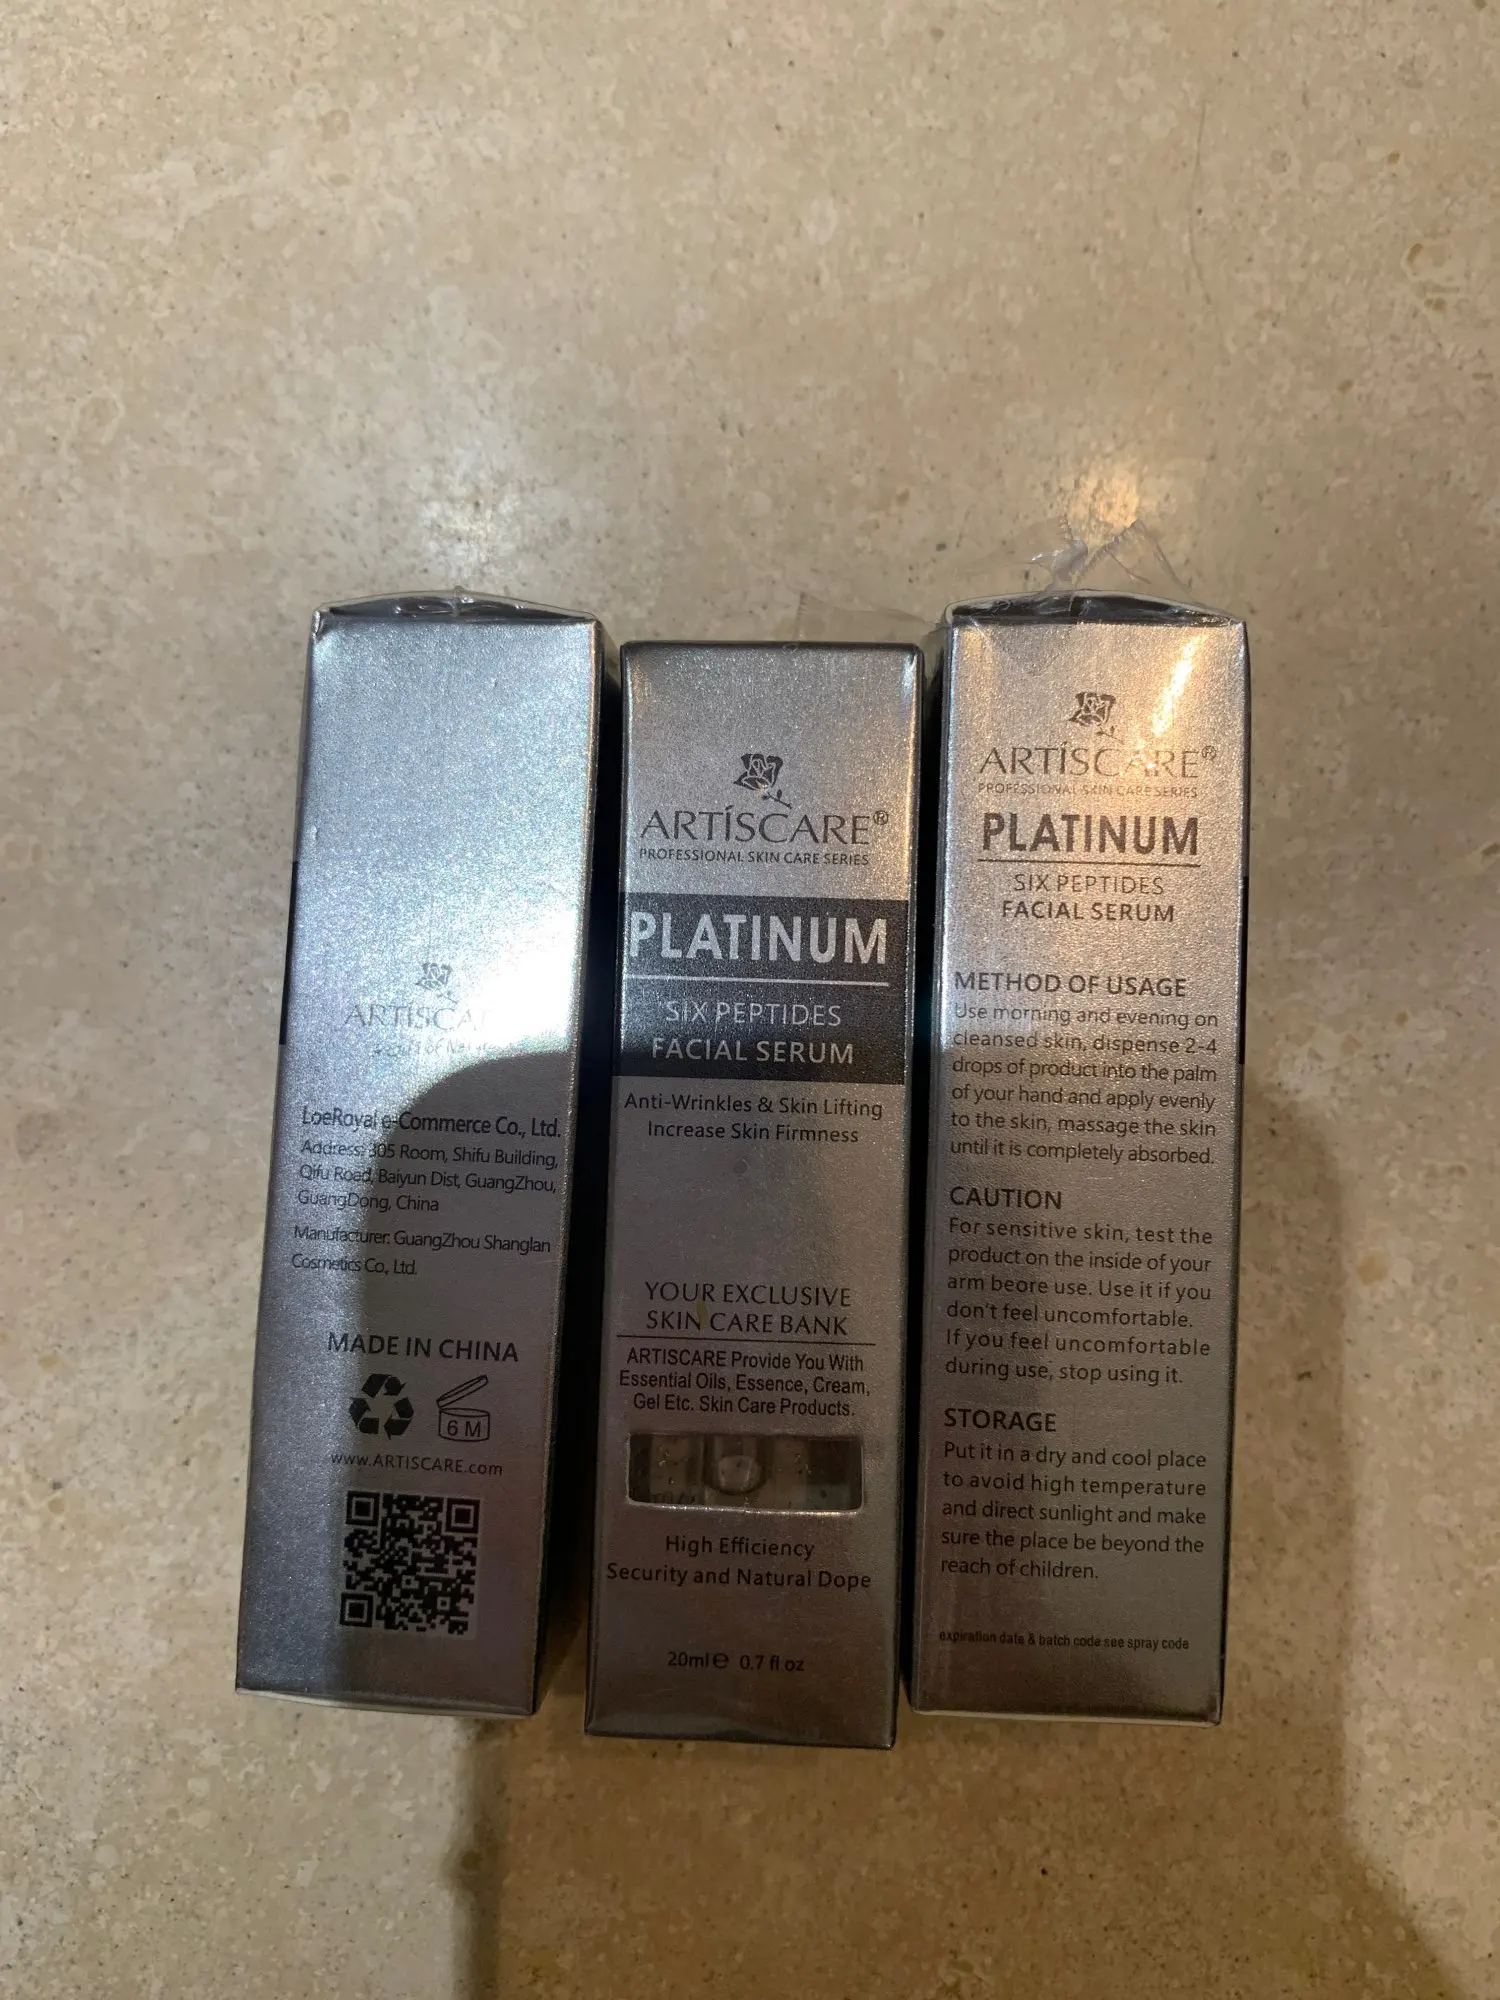 ARTISCA
LoeRoyal e-Commerce Co., Ltd.
Address: 305 Room, Shifu Building,
Qifu Road, Baiyun Dist, GuangZhou,
GuangDong, China
Manufacturer: GuangZhou Shanglan
Cosmetics Co., Ltd.
MADE IN CHINA
6 M
www.ARTISCARE.com
ARTÍSCARE®
PROFESSIONAL SKIN CARE SERIES
PLATINUM
SIX PEPTIDES
FACIAL SERUM
Anti-Wrinkles & Skin Lifting
Increase Skin Firmness
YOUR EXCLUSIVE
SKIN CARE BANK
ARTISCARE Provide You With
Essential Oils, Essence, Cream,
Gel Etc. Skin Care Products.
High Efficiency
Security and Natural Dope
20ml℮ 0.7 fl oz
ARTÍSCARE®
PROFESSIONAL SKIN CARE SERIES
PLATINUM
SIX PEPTIDES
FACIAL SERUM
METHOD OF USAGE
Use morning and evening on
cleansed skin, dispense 2-4
drops of product into the palm
of your hand and apply evenly
to the skin, massage the skin
until it is completely absorbed.
CAUTION
For sensitive skin, test the
product on the inside of your
arm beore use. Use it if you
don't feel uncomfortable.
If you feel uncomfortable
during use, stop using it.
STORAGE
Put it in a dry and cool place
to avoid high temperature
and direct sunlight and make
sure the place be beyond the
reach of children.
expiration date & batch code see spray code